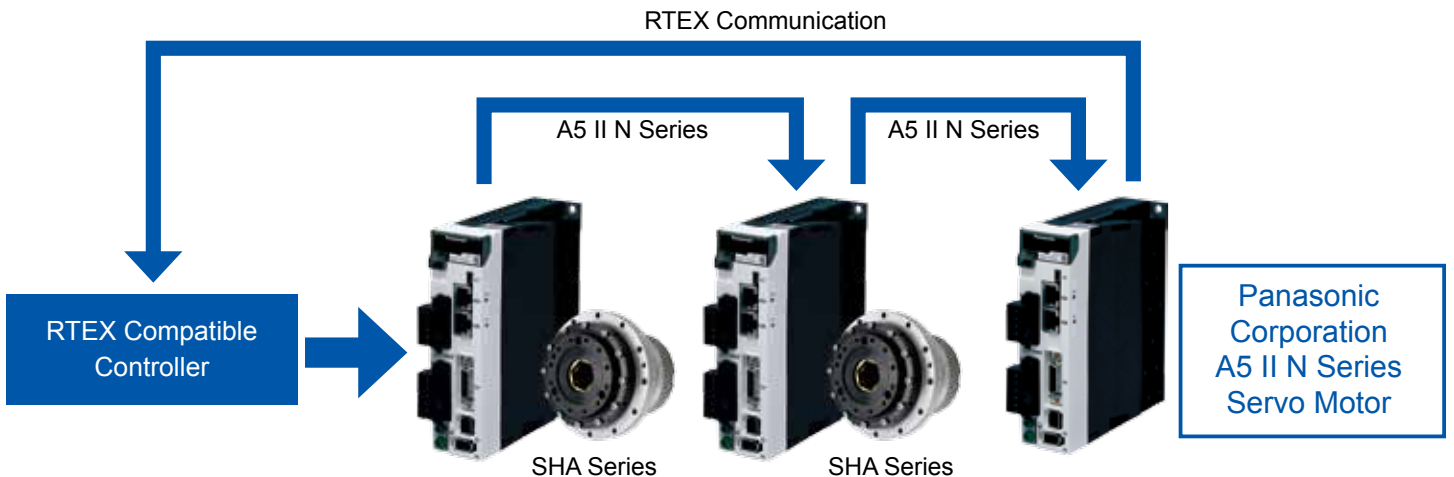 RTEX Communication
A5 II N Series
A5 II N Series
RTEX Compatible
Controller
Panasonic
Corporation
A5 II N Series
Servo Motor
SHA Series
SHA Series